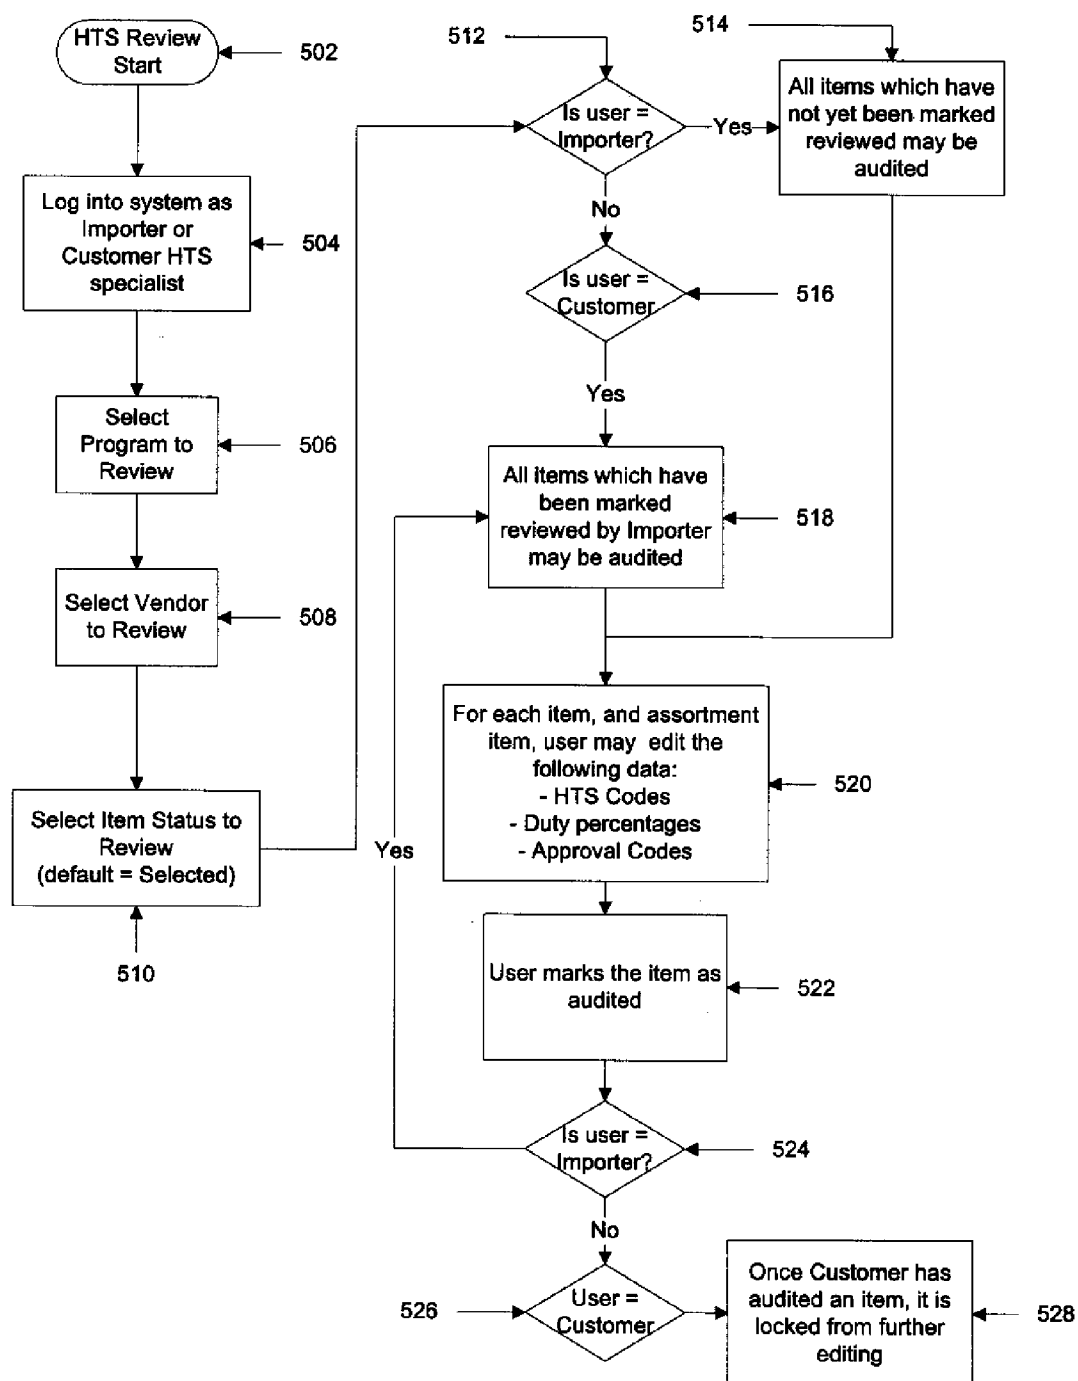 HTS Review
Start
502
Log into system as
Importer or
Customer HTS
specialist
504
Select
Program to
Review
506
Select Vendor
to Review
508
Select Item Status to
Review
(default = Selected)
510
512
Is user =
Importer?
Yes
514
All items which have
not yet been marked
reviewed may be
audited
No
Is user =
Customer
516
Yes
All items which have
been marked
reviewed by Importer
may be audited
518
For each item, and assortment
item, user may edit the
following data:
- HTS Codes
- Duty percentages
- Approval Codes
520
Yes
User marks the item as
audited
522
Is user =
Importer?
524
No
526
User =
Customer
Once Customer has
audited an item, it is
locked from further
editing
528